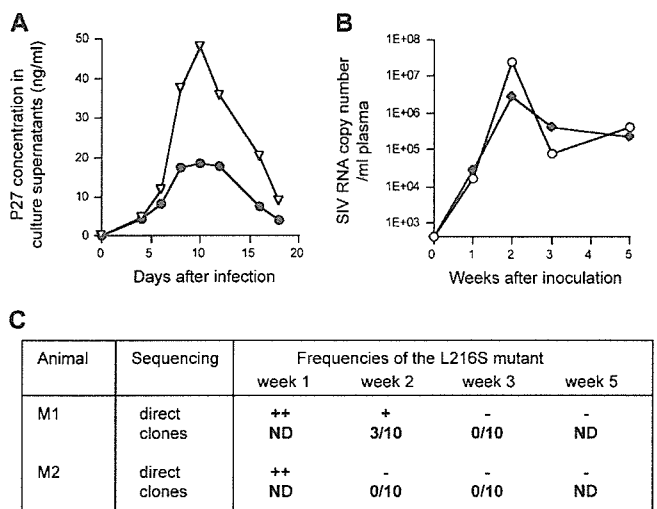 A
P27 concentration in
culture supernatants (ng/ml)
50
40
30
20
10
0
0 5 10 15 20
Days after infection
B
SIV RNA copy number
/ml plasma
1E+08
1E+07
1E+06
1E+05
1E+04
1E+03
0 1 2 3 4 5
Weeks after inoculation
C
Animal Sequencing Frequencies of the L216S mutant
week 1 week 2 week 3 week 5
M1 direct ++ + - -
clones ND 3/10 0/10 ND
M2 direct ++ - - -
clones ND 0/10 0/10 ND